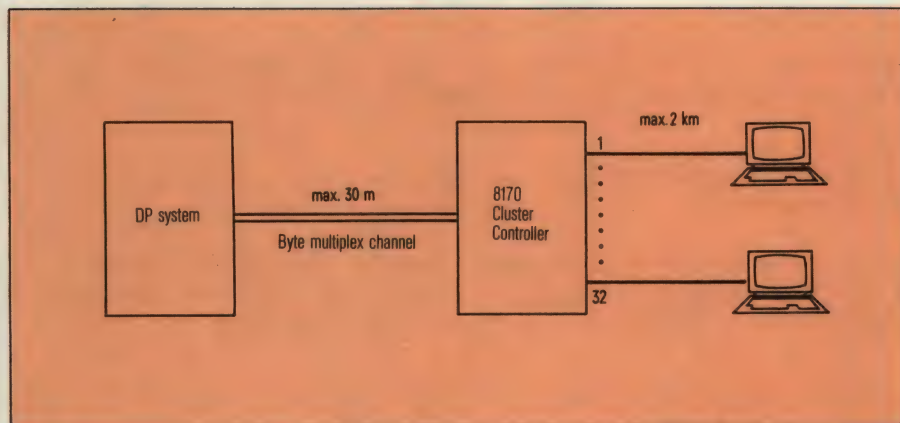 DP system
max. 30 m
Byte multiplex channel
8170
Cluster
Controller
1
max. 2 km
32